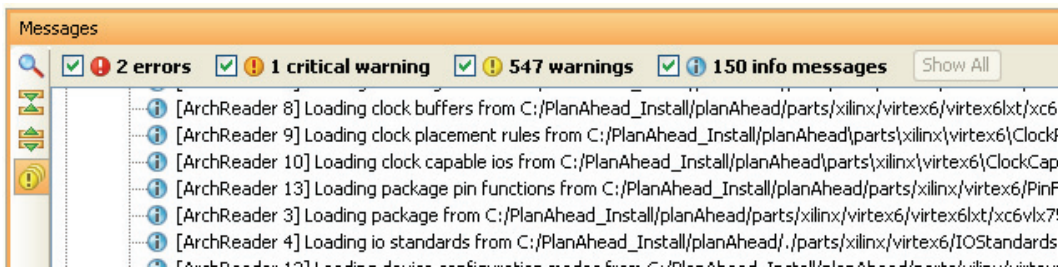 Messages
2 errors 1 critical warning 547 warnings 150 info messages Show All
[ArchReader 8] Loading clock buffers from C:/PlanAhead_Install/planAhead/parts/xilinx/virtex6/virtex6lxt/xc6
[ArchReader 9] Loading clock placement rules from C:/PlanAhead_Install/planAhead\parts\xilinx\virtex6\ClockR
[ArchReader 10] Loading clock capable ios from C:/PlanAhead_Install/planAhead\parts\xilinx\virtex6\ClockCap
[ArchReader 13] Loading package pin functions from C:/PlanAhead_Install/planAhead/parts/xilinx/virtex6/PinF
[ArchReader 3] Loading package from C:/PlanAhead_Install/planAhead/parts/xilinx/virtex6/virtex6lxt/xc6vlx75
[ArchReader 4] Loading io standards from C:/PlanAhead_Install/planAhead/./parts/xilinx/virtex6/IOStandards